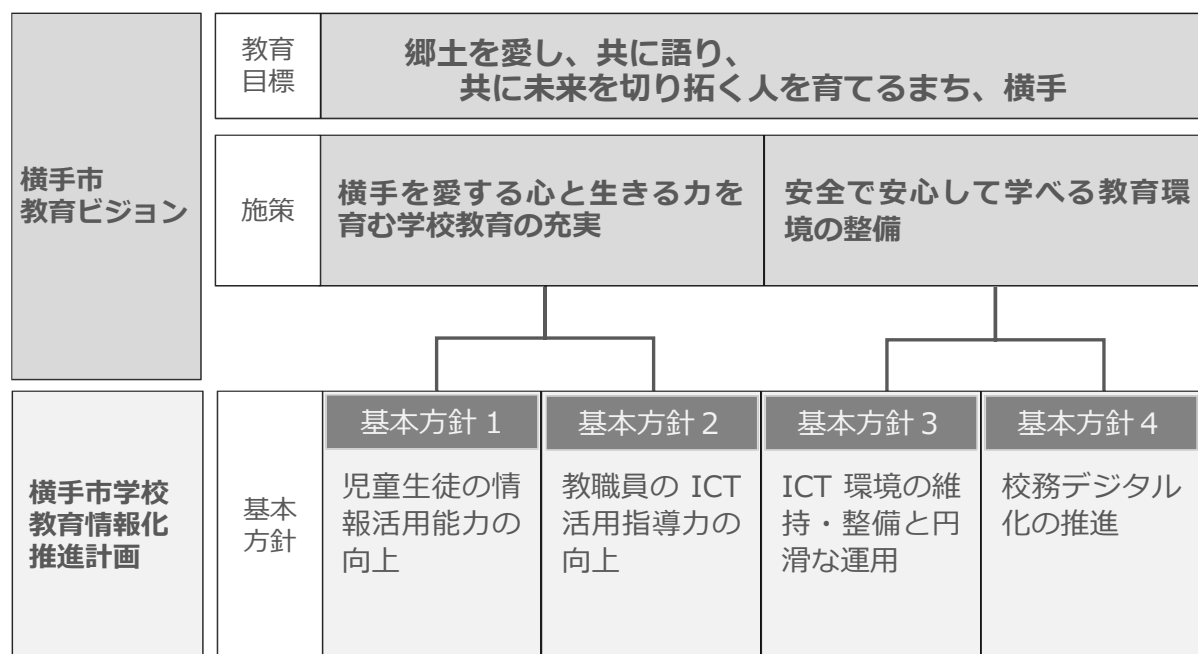 横手市
教育ビジョン
教育
目標
郷土を愛し、共に語り、
共に未来を切り拓く人を育てるまち、横手
施策
横手を愛する心と生きる力を
育む学校教育の充実
安全で安心して学べる教育環
境の整備
横手市学校
教育情報化
推進計画
基本
方針
基本方針 1
児童生徒の情
報活用能力の
向上
基本方針 2
教職員の ICT
活用指導力の
向上
基本方針 3
ICT 環境の維
持・整備と円
滑な運用
基本方針 4
校務デジタル
化の推進